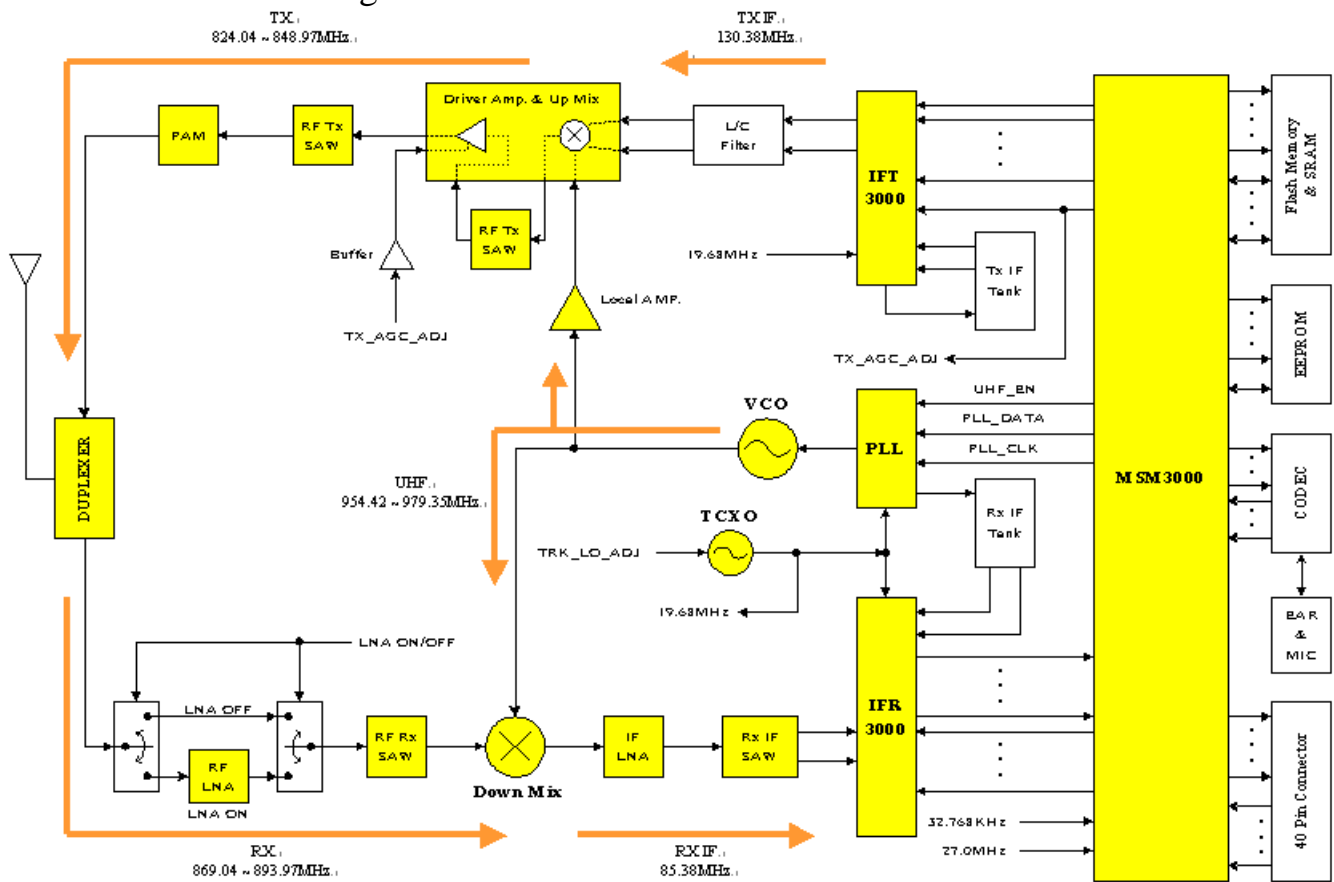 TX.
824.04 ~ 848.97MHz.
TX IF.
130.38MHz.
Driver Amp. & Up Mix
PAM
RF Tx
SAW
L/C
Filter
IFT
3000
Flash Memory
& SRAM
RF Tx
SAW
Buffer
19.68MHz
Tx IF
Tank
Local AMP.
TX_AGC_ADJ
TX_AGC_ADJ
EEPROM
UHF_EN
VCO
PLL_DATA
PLL
PLL_CLK
MSM3000
DUPLEXER
UHF.
954.42 ~ 979.35MHz.
CODEC
Rx IF
Tank
TCXO
TRK_LO_ADJ
19.68MHz
EAR
&
MIC
LNA ON/OFF
LNA OFF
RF
LNA
LNA ON
RF Rx
SAW
Down Mix
IF
LNA
Rx IF
SAW
IFR
3000
40 Pin Connector
32.768KHz
27.0MHz
RX.
869.04 ~ 893.97MHz.
RX IF.
85.38MHz.